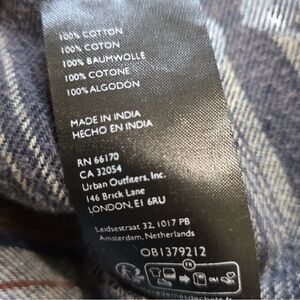 100% COTTON
100% COTON
100% BAUMWOLLE
100% COTONE
100% ALGODÓN
MADE IN INDIA
HECHO EN INDIA
RN 66170
CA 32054
Urban Outfitters, Inc.
146 Brick Lane
LONDON, E1 6RU
Leidsestraat 32, 1017 PB
Amsterdam, Netherlands
OB1379212
FR